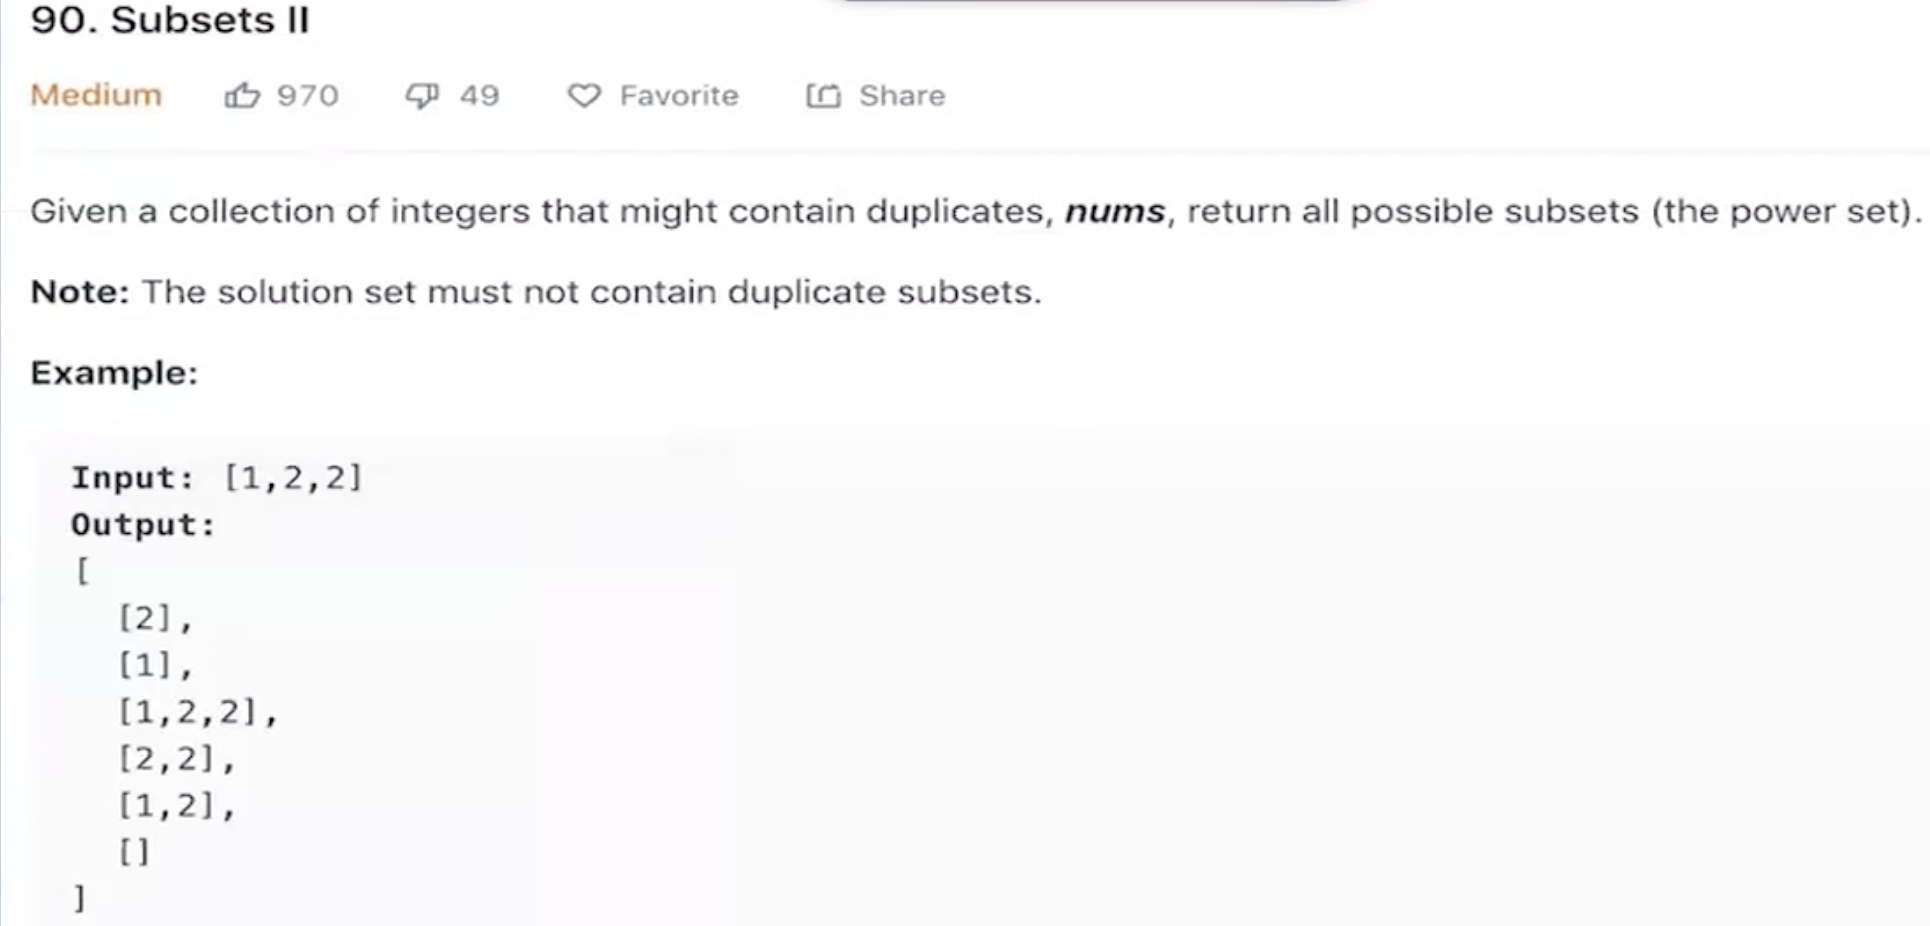 90. Subsets II
Medium 970 49 Favorite Share
Given a collection of integers that might contain duplicates, nums, return all possible subsets (the power set).
Note: The solution set must not contain duplicate subsets.
Example:
Input: [1,2,2]
Output:
[
[2],
[1],
[1,2,2],
[2,2],
[1,2],
[]
]